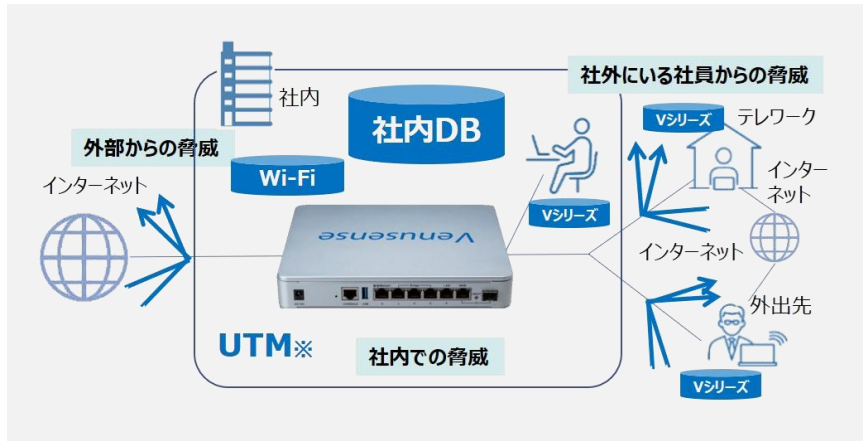 社内
社内DB
社外にいる社員からの脅威
Vシリーズ
テレワーク
外部からの脅威
インターネット
Wi-Fi
Vシリーズ
インター
ネット
Venusense
インターネット
外出先
UTM※
社内での脅威
Vシリーズ